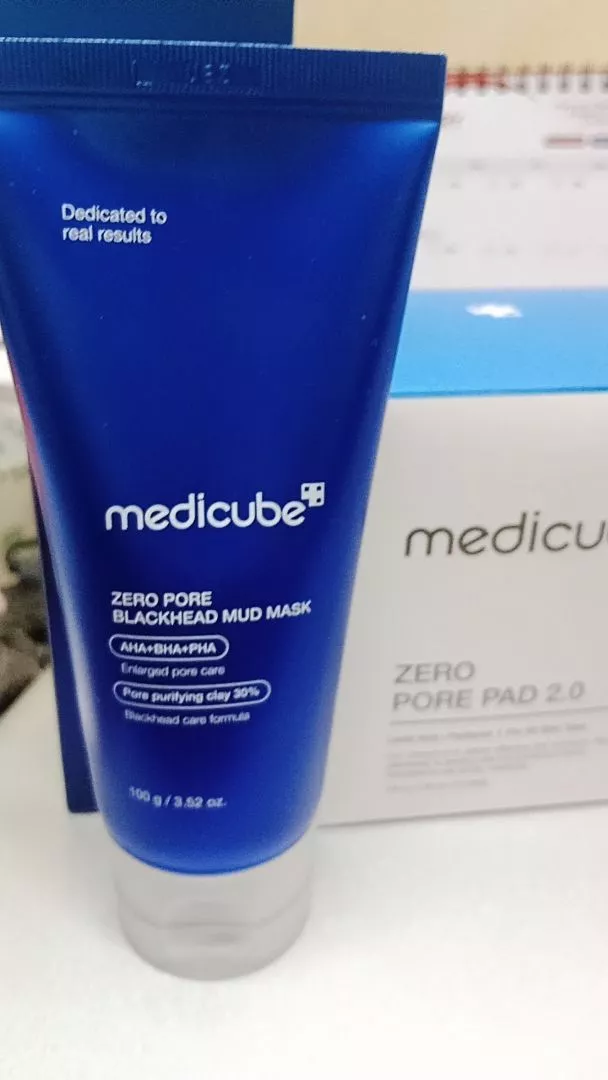 Dedicated to
real results
medicube
ZERO PORE
BLACKHEAD MUD MASK
AHA+BHA+PHA
Enlarged pore care
Pore purifying clay 30%
Blackhead care formula
100 g / 3.52 oz.
medicu
ZERO
PORE PAD 2.0